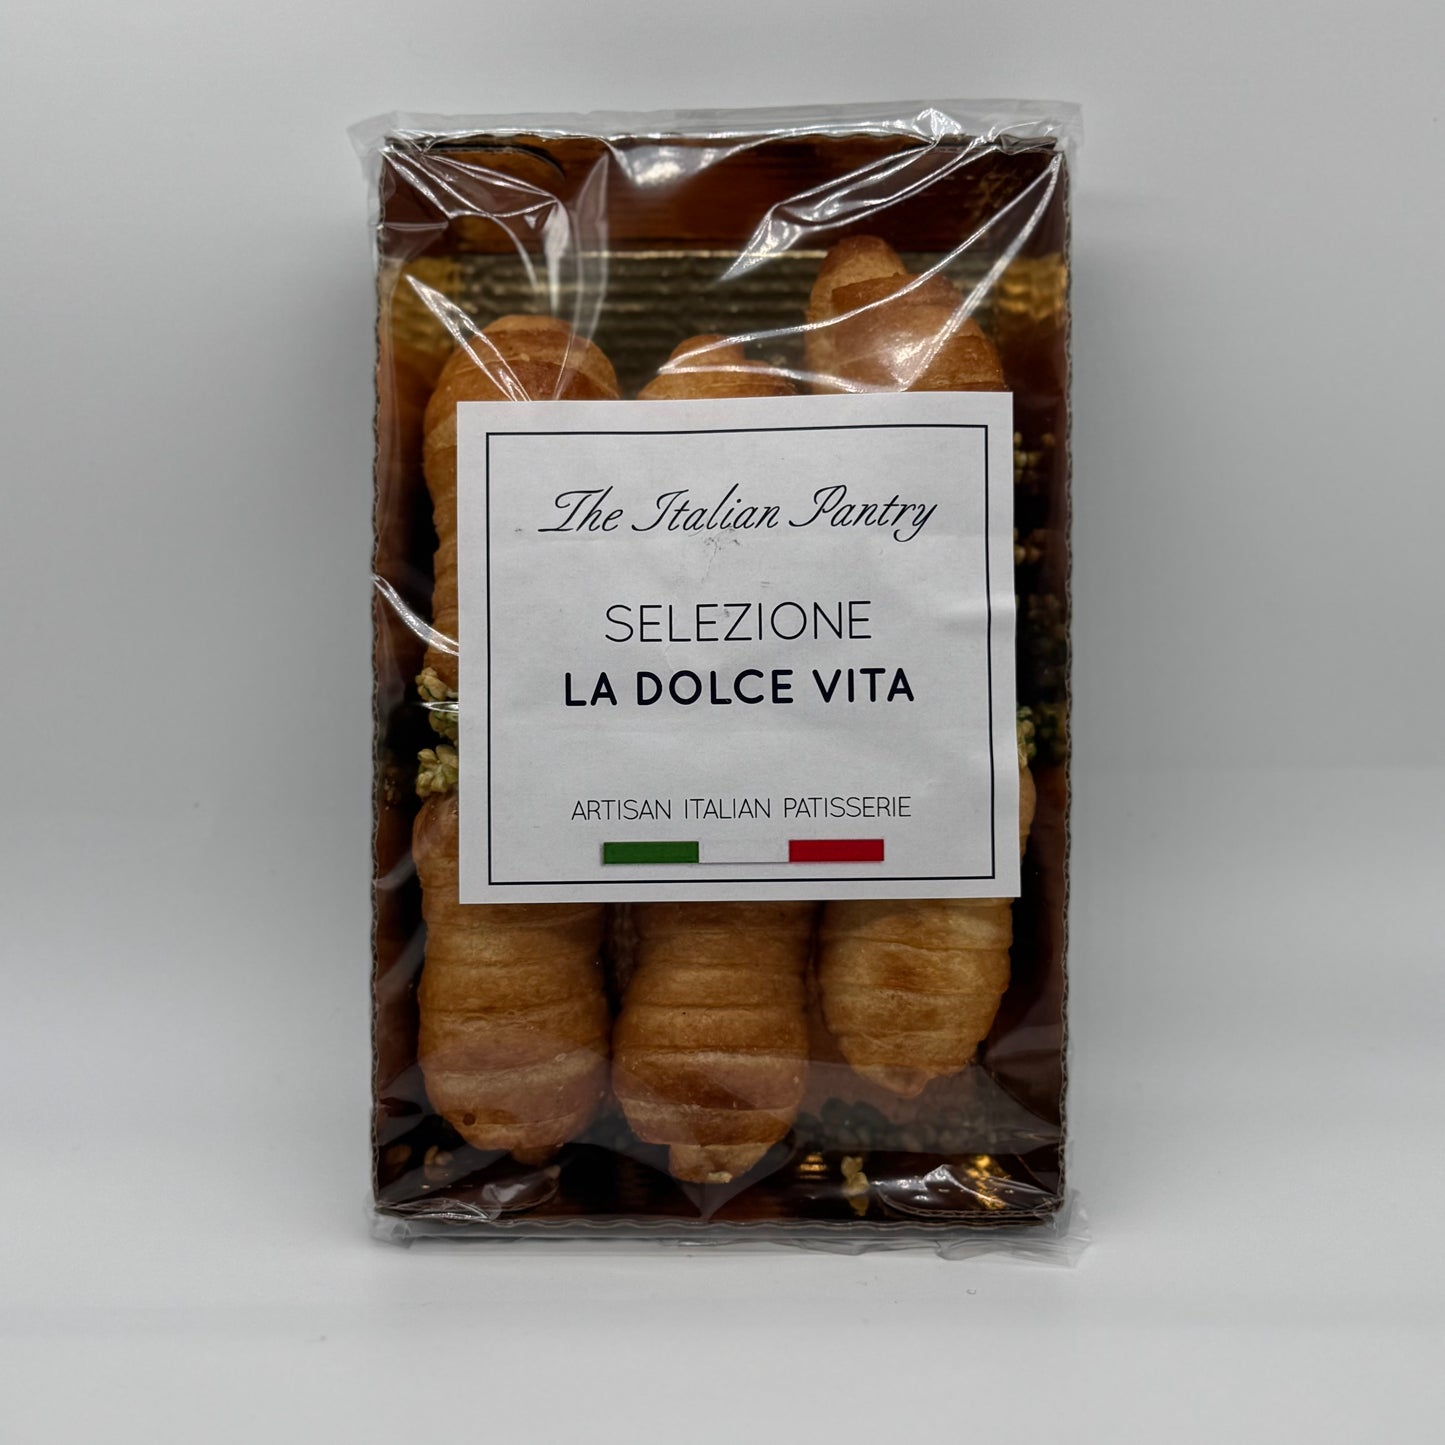 The Italian Pantry
SELEZIONE
LA DOLCE VITA
ARTISAN ITALIAN PATISSERIE